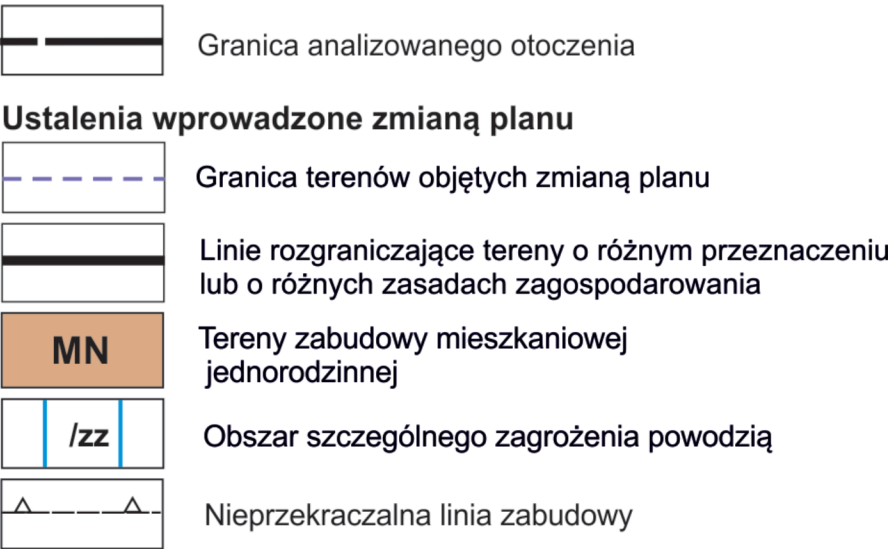 Granica analizowanego otoczenia
Ustalenia wprowadzone zmianą planu
Granica terenów objętych zmianą planu
Linie rozgraniczające tereny o różnym przeznaczeniu
lub o różnych zasadach zagospodarowania
MN Tereny zabudowy mieszkaniowej
jednorodzinnej
/zz Obszar szczególnego zagrożenia powodzią
Nieprzekraczalna linia zabudowy